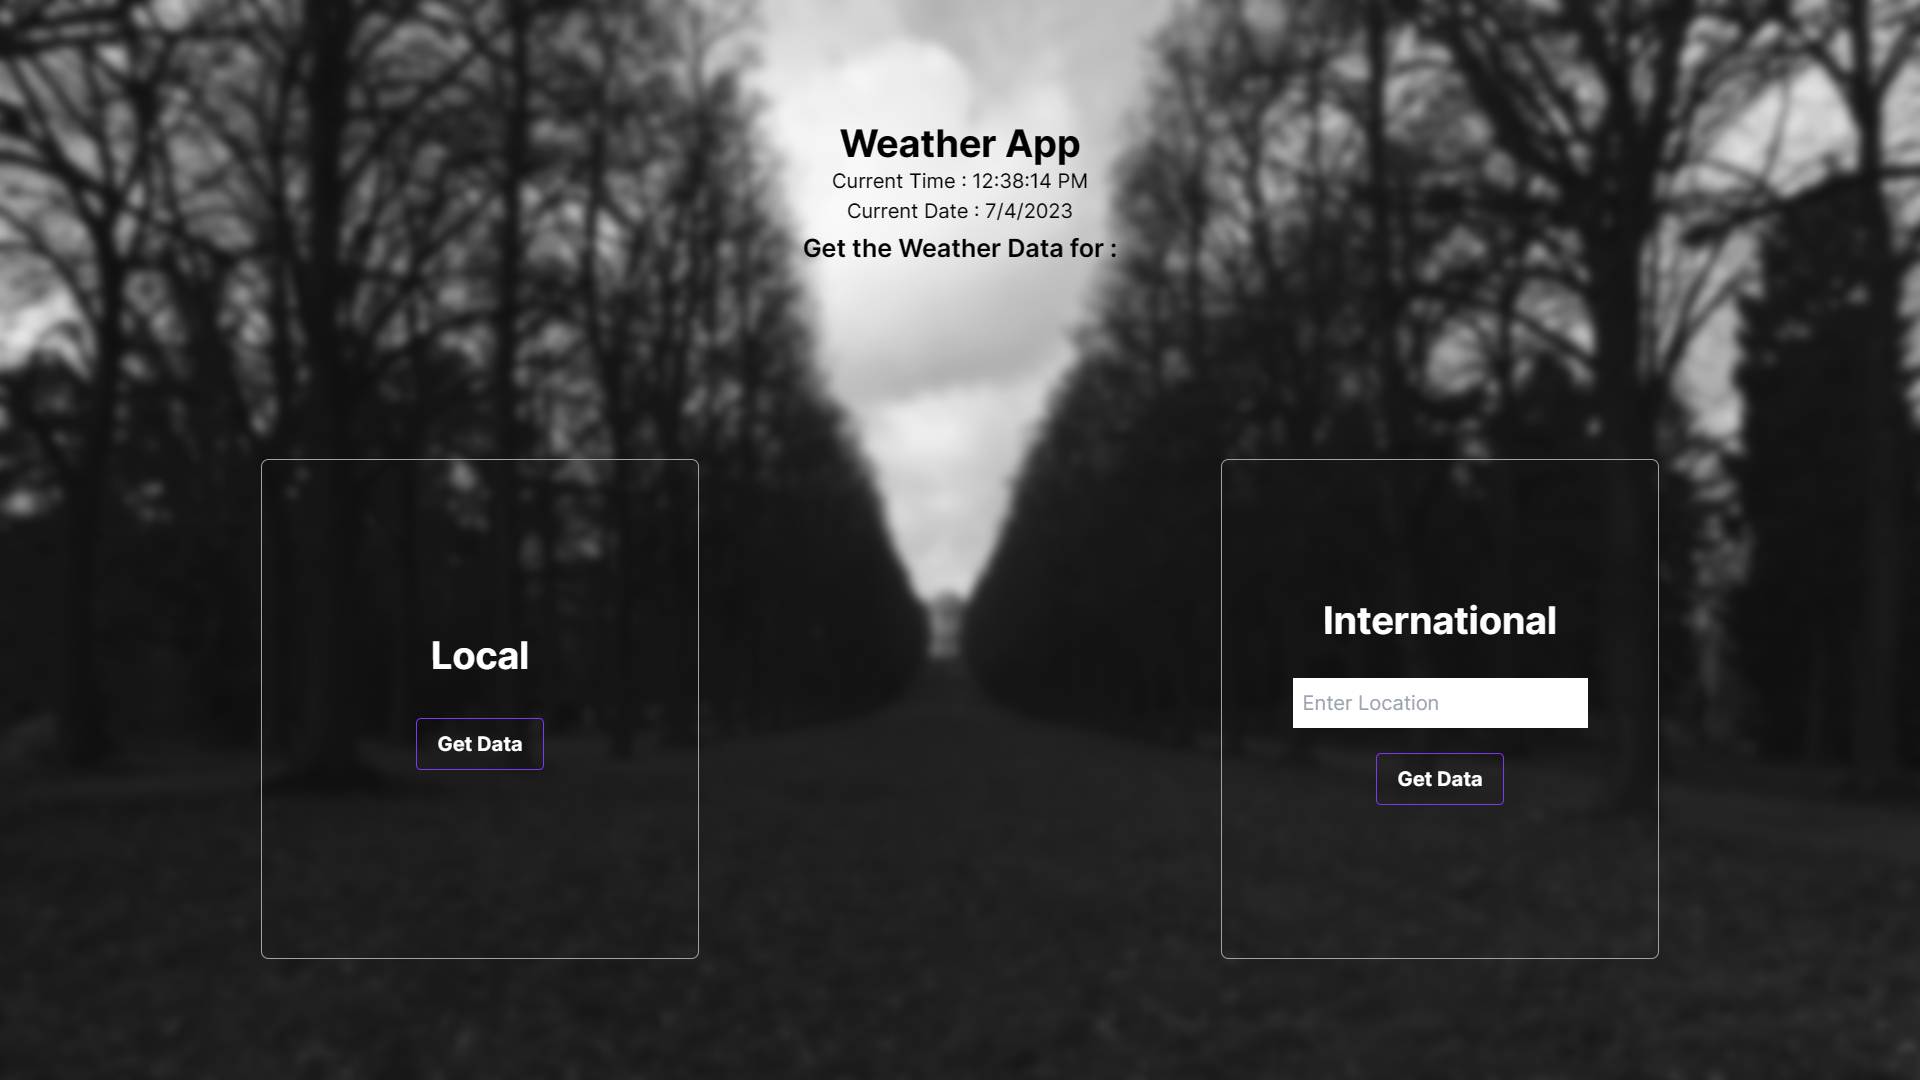 Weather App
Current Time : 12:38:14 PM
Current Date : 7/4/2023
Get the Weather Data for :
Local
Get Data
International
Enter Location
Get Data